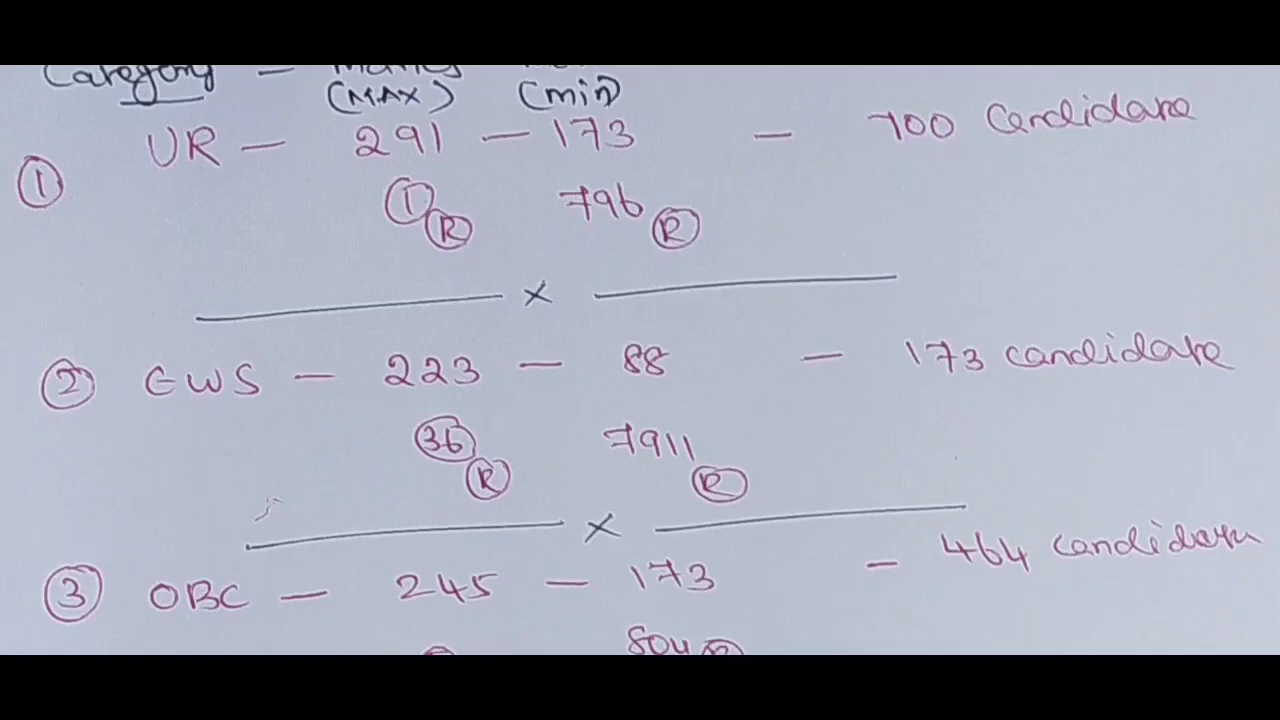 Category –
(MAX) (min)
① UR – 291 – 173 – 700 Candidate
① Ⓡ 796 Ⓡ
x
② EWS – 223 – 88 – 173 candidate
㊱ Ⓡ 7911 Ⓡ
x
③ OBC – 245 – 173 – 464 candidate